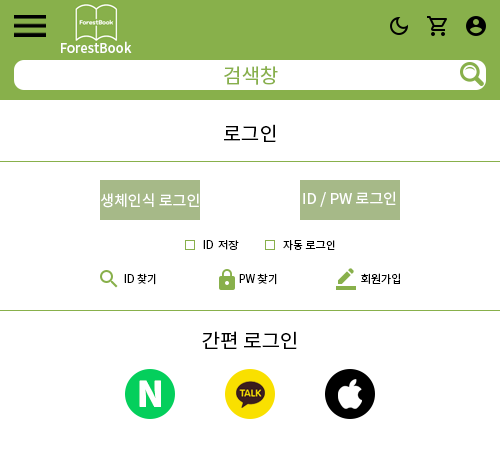 ForestBook
ForestBook
검색창
로그인
생체인식 로그인
ID / PW 로그인
ID 저장
자동 로그인
ID 찾기
PW 찾기
회원가입
간편 로그인
N
TALK